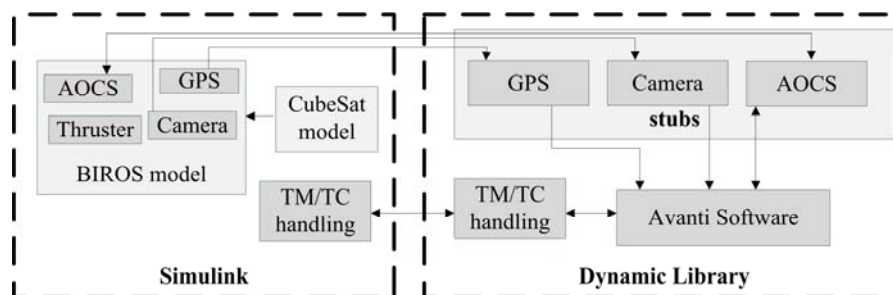 AOCS
GPS
Thruster
Camera
BIROS model
CubeSat
model
TM/TC
handling
Simulink
GPS
Camera
AOCS
stubs
TM/TC
handling
Avanti Software
Dynamic Library